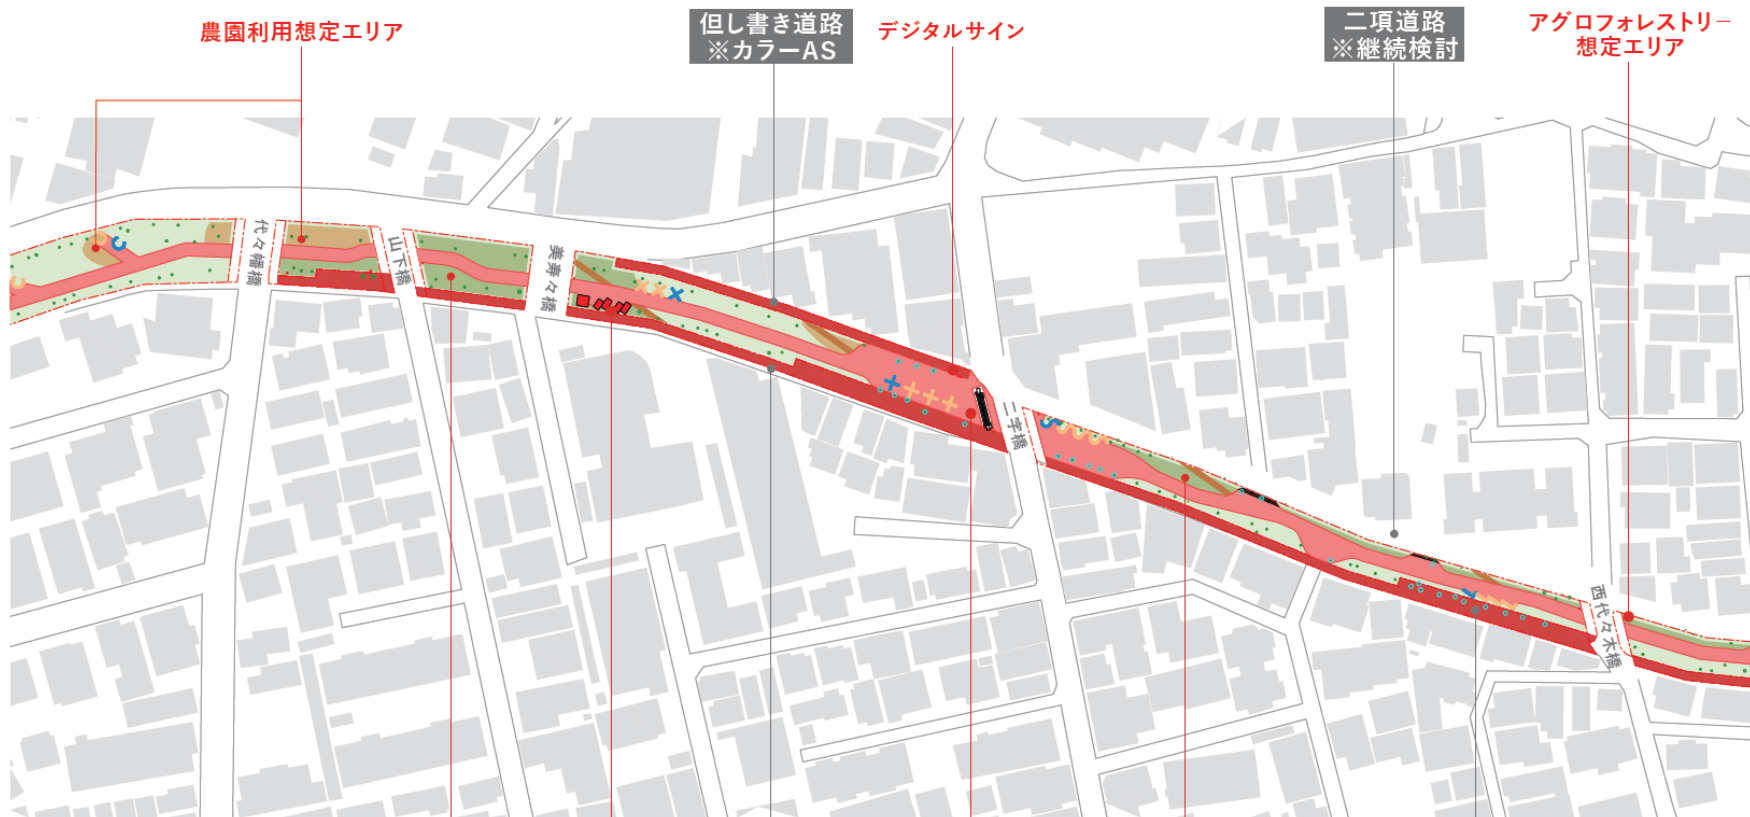 農園利用想定エリア
但し書き道路
※カラーAS
デジタルサイン
二項道路
※継続検討
アグロフォレストリー
想定エリア
代々幡橋
山下橋
美寿々橋
二字橋
西代々木橋